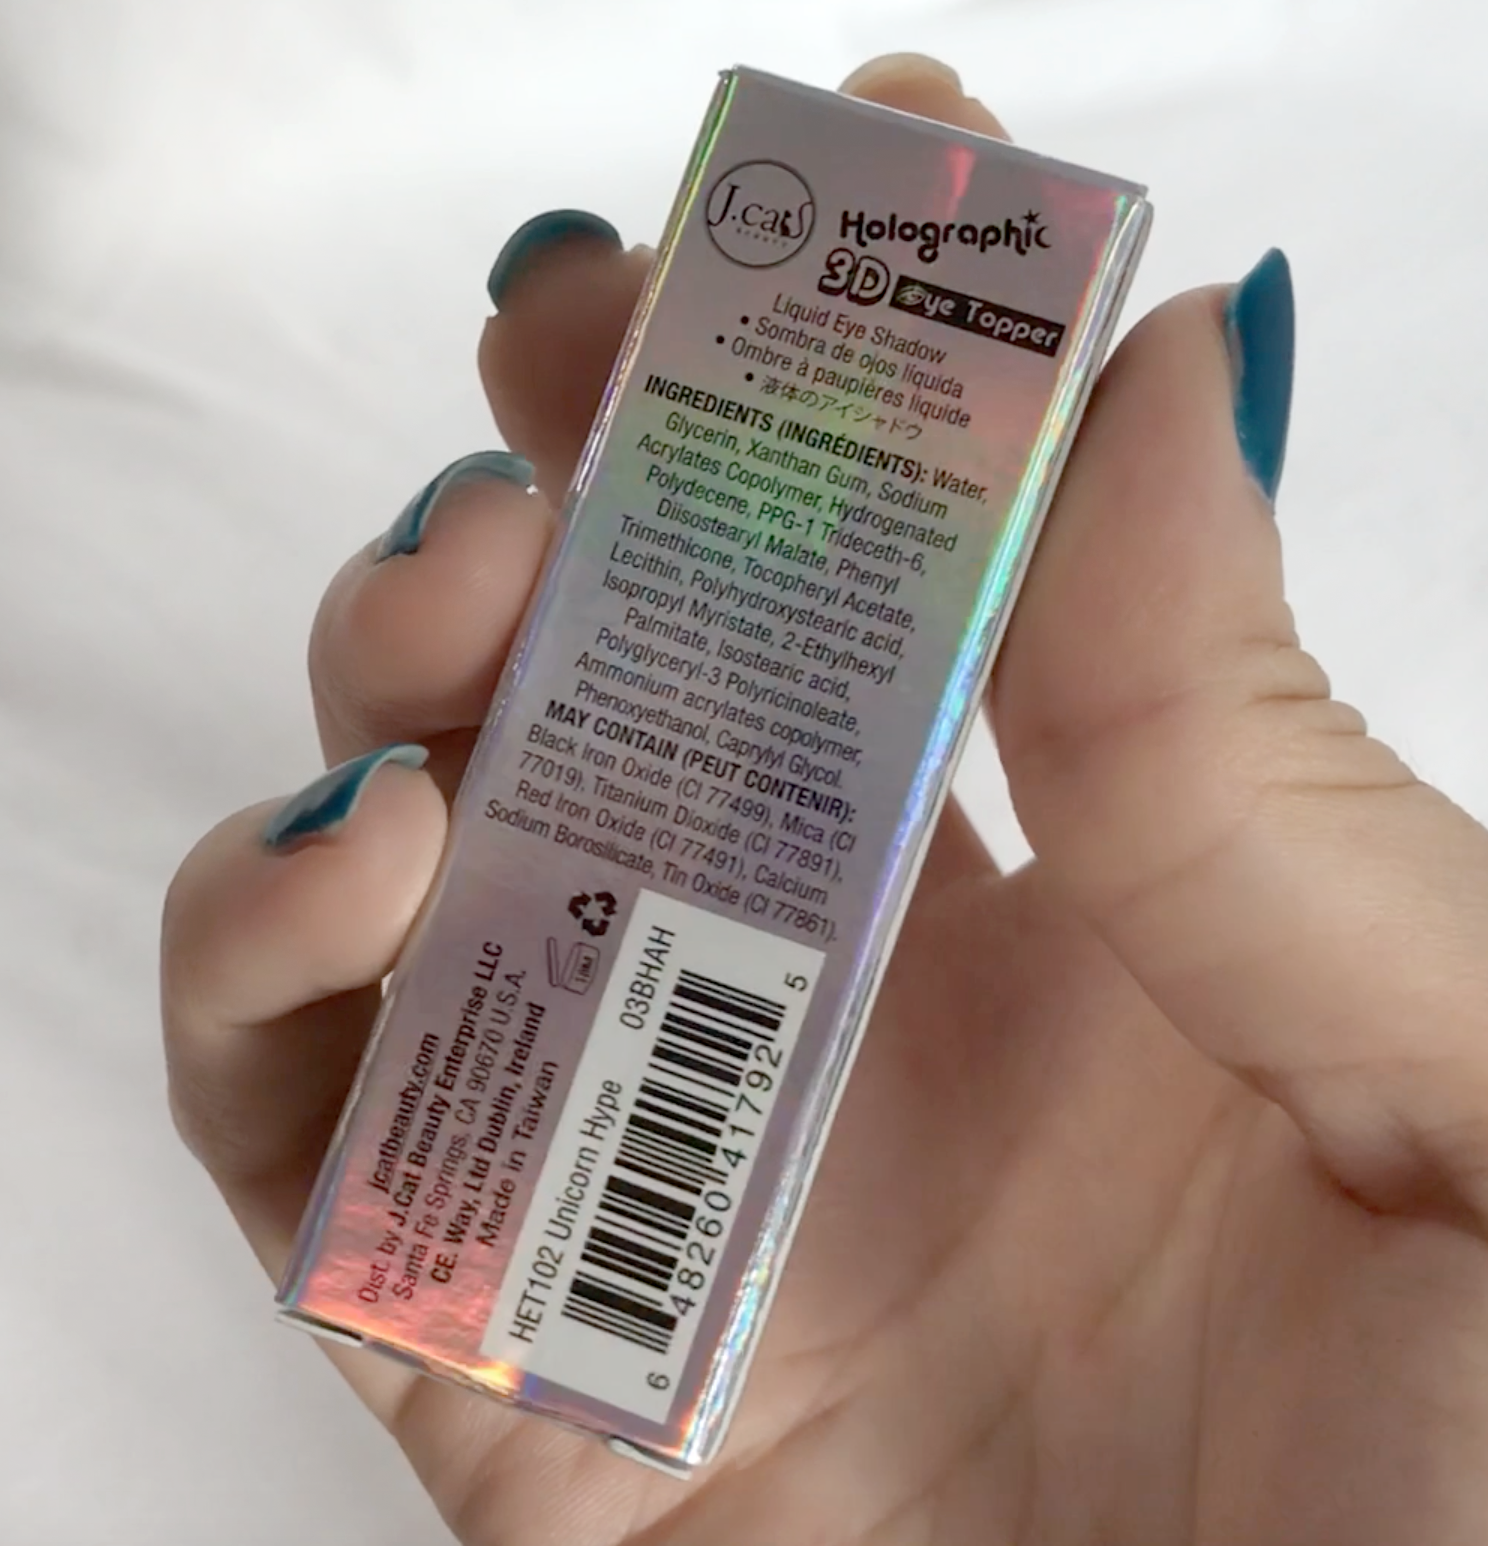 J.cat
BEAUTY
Holographic
3D Eye Topper
Liquid Eye Shadow
• Sombra de ojos líquida
• Ombre à paupières liquide
• 液体のアイシャドウ
INGREDIENTS (INGRÉDIENTS): Water,
Glycerin, Xanthan Gum, Sodium
Acrylates Copolymer, Hydrogenated
Polydecene, PPG-1 Trideceth-6,
Diisostearyl Malate, Phenyl
Trimethicone, Tocopheryl Acetate,
Lecithin, Polyhydroxystearic acid,
Isopropyl Myristate, 2-Ethylhexyl
Palmitate, Isostearic acid,
Polyglyceryl-3 Polyricinoleate,
Ammonium acrylates copolymer,
Phenoxyethanol, Caprylyl Glycol.
MAY CONTAIN (PEUT CONTENIR):
Black Iron Oxide (CI 77499), Mica (CI
77019), Titanium Dioxide (CI 77891),
Red Iron Oxide (CI 77491), Calcium
Sodium Borosilicate, Tin Oxide (CI 77861).
18M
jcatbeauty.com
Dist. by J.Cat Beauty Enterprise LLC
Santa Fe Springs, CA 90670 U.S.A.
CE. Way, Ltd Dublin, Ireland
Made in Taiwan
HET102 Unicorn Hype 03BHAH
6 48260 41792 5